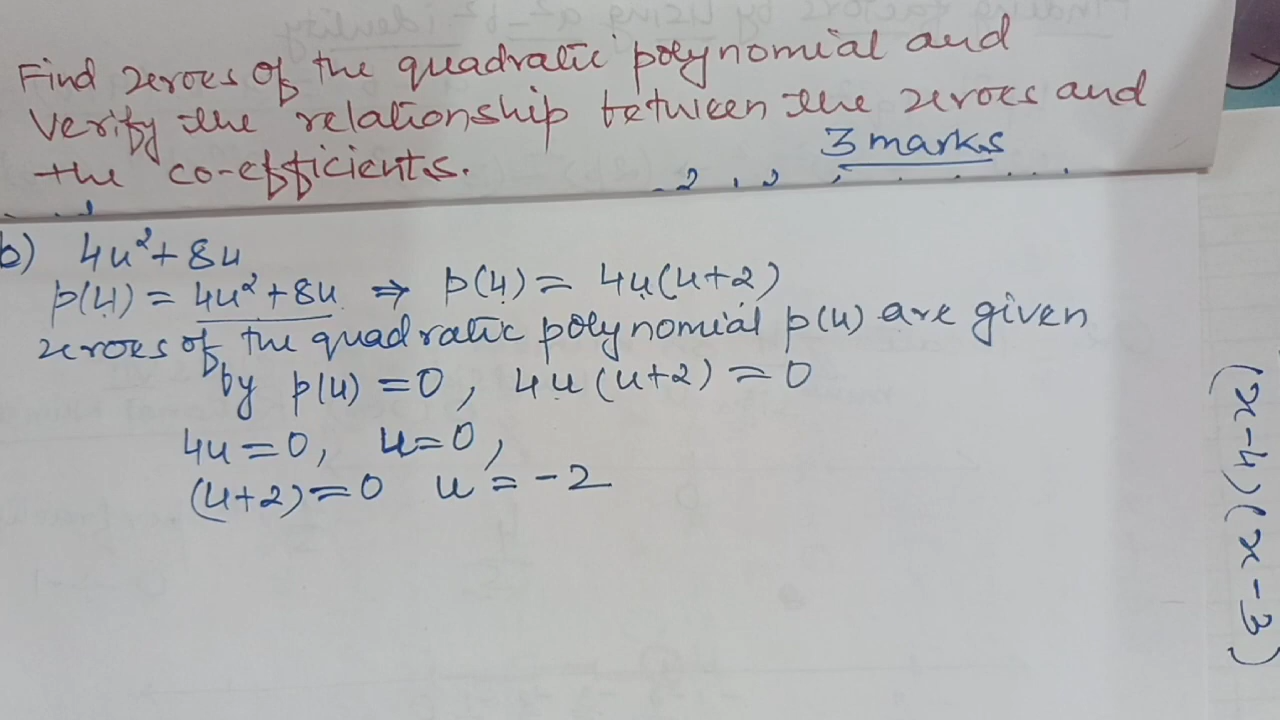 Find zeroes of the quadratic polynomial and
Verify the relationship between the zeroes and
the co-efficients.
3 marks
b) 4u²+8u
p(u) = 4u²+8u ⇒ p(u) = 4u(u+2)
zeroes of the quadratic polynomial p(u) are given
by p(u) = 0, 4u(u+2) = 0
4u = 0, u = 0,
(u+2) = 0 u = -2
(x-4)(x-3)